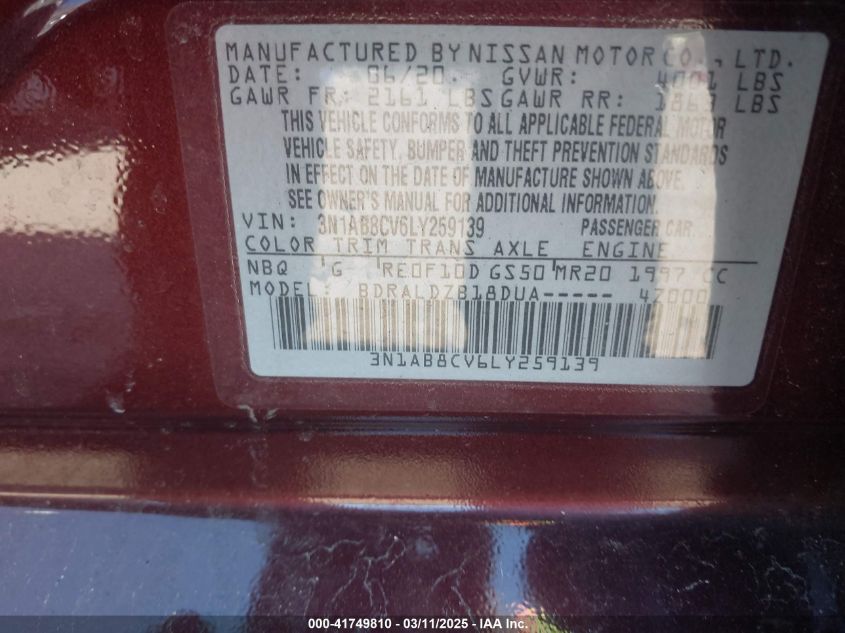 MANUFACTURED BY NISSAN MOTOR CO., LTD.
DATE: 06/20. GVWR: 4001 LBS
GAWR FR: 2161 LBS GAWR RR: 1863 LBS
THIS VEHICLE CONFORMS TO ALL APPLICABLE FEDERAL MOTOR
VEHICLE SAFETY, BUMPER AND THEFT PREVENTION STANDARDS
IN EFFECT ON THE DATE OF MANUFACTURE SHOWN ABOVE.
SEE OWNER'S MANUAL FOR ADDITIONAL INFORMATION.
VIN: 3N1AB8CV6LY259139 PASSENGER CAR
COLOR TRIM TRANS AXLE ENGINE
NBQ 'G RE0F10D GS50 MR20 1997 CC
MODEL: BDRALDZB18DUA----- 4Z000
3N1AB8CV6LY259139
000-41749810 - 03/11/2025 - © IAA Inc.